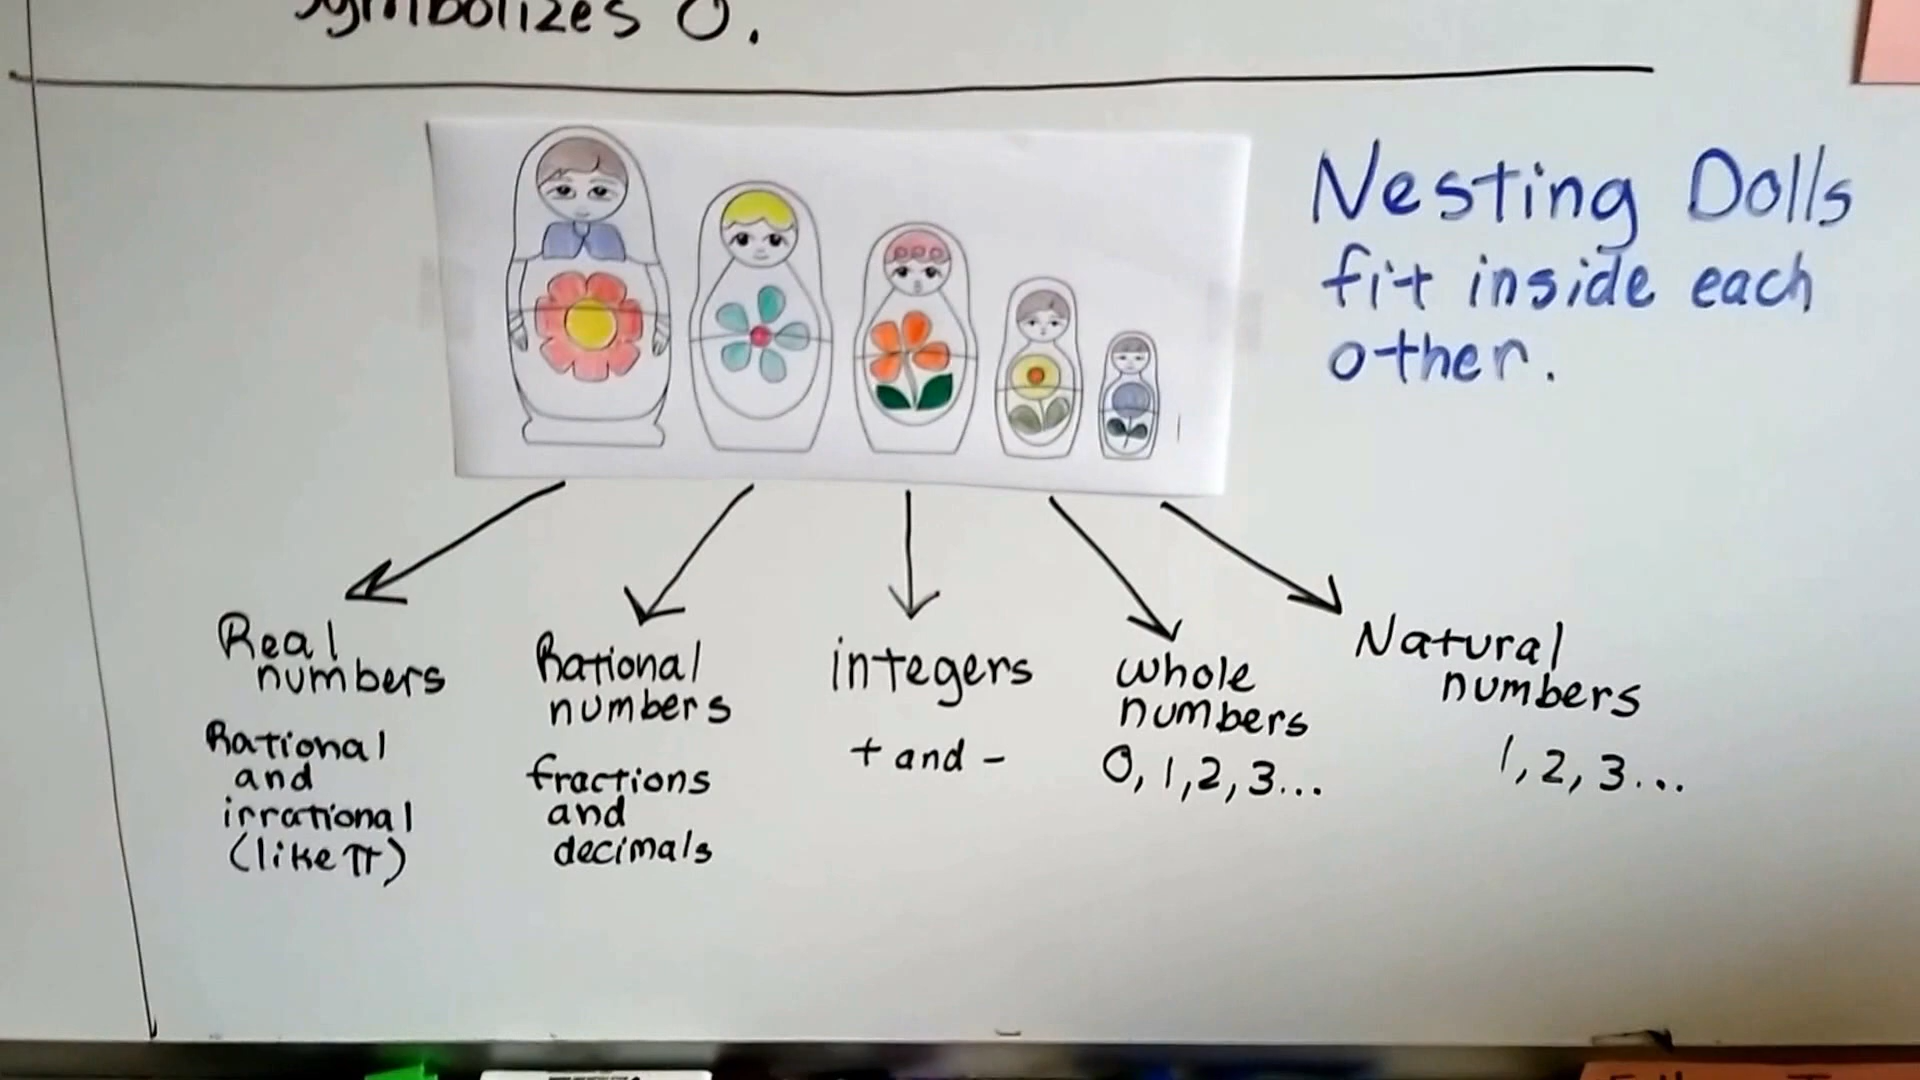 symbolizes 0.
Nesting Dolls
fit inside each
other.
Real
numbers
Rational
and
irrational
(like π)
Rational
numbers
fractions
and
decimals
integers
+ and -
whole
numbers
0, 1, 2, 3...
Natural
numbers
1, 2, 3...